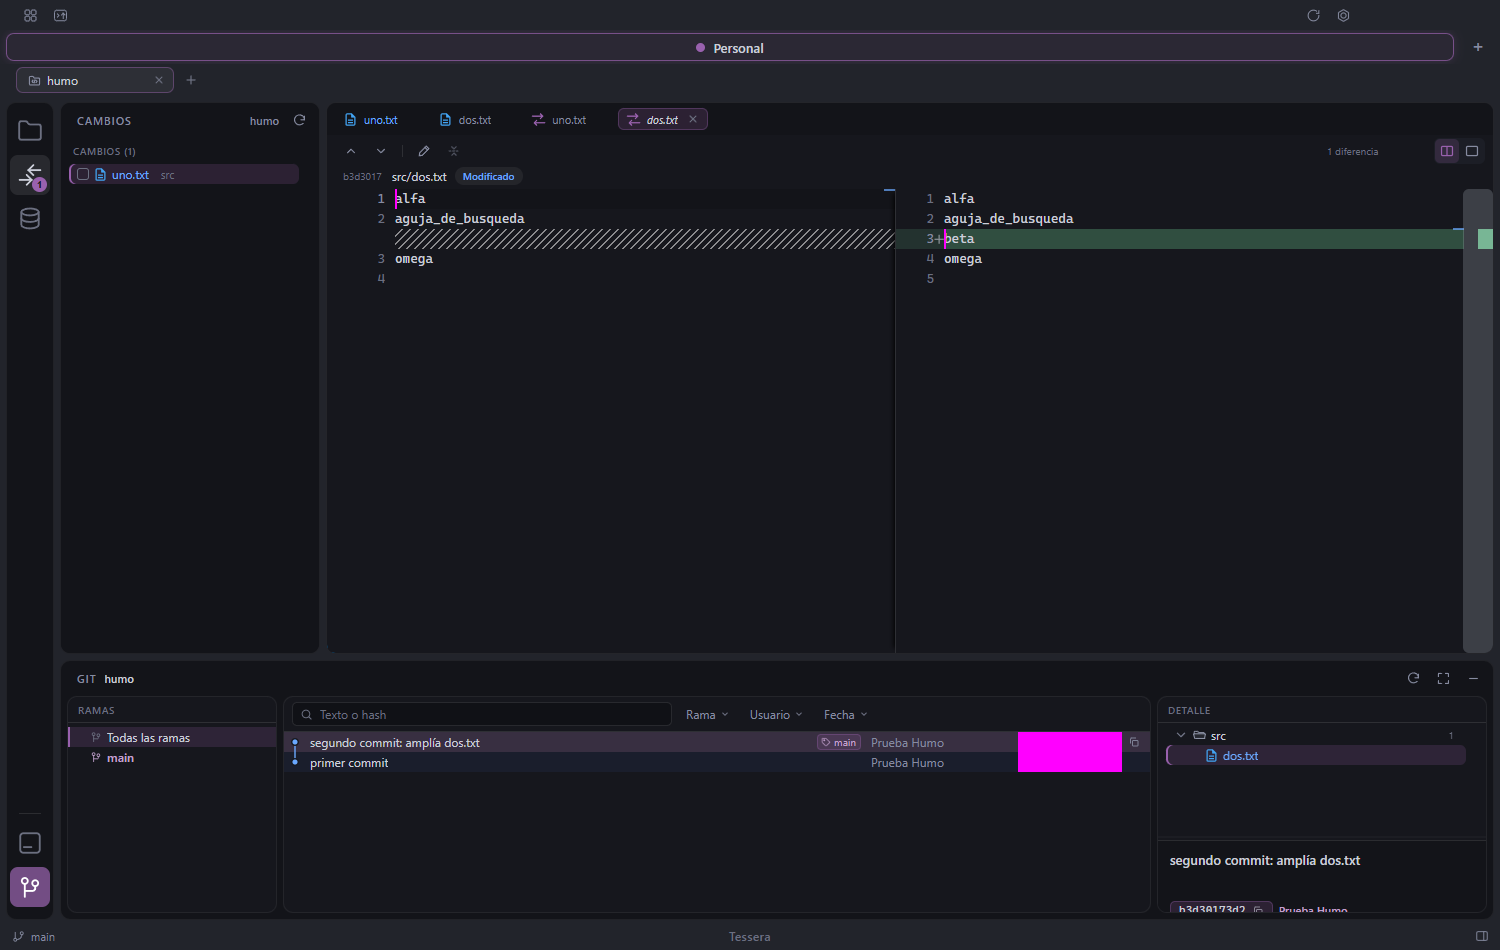 Personal
humo
CAMBIOS humo
CAMBIOS (1)
uno.txt src
1
uno.txt dos.txt uno.txt dos.txt
1 diferencia
b3d3017 src/dos.txt Modificado
1 alfa
2 aguja_de_busqueda
3 omega
4
1 alfa
2 aguja_de_busqueda
3+beta
4 omega
5
GIT humo
RAMAS
Todas las ramas
main
Texto o hash Rama Usuario Fecha
segundo commit: amplía dos.txt main Prueba Humo
primer commit Prueba Humo
DETALLE
src 1
dos.txt
segundo commit: amplía dos.txt
b3d30173d2 Prueba Humo
main Tessera